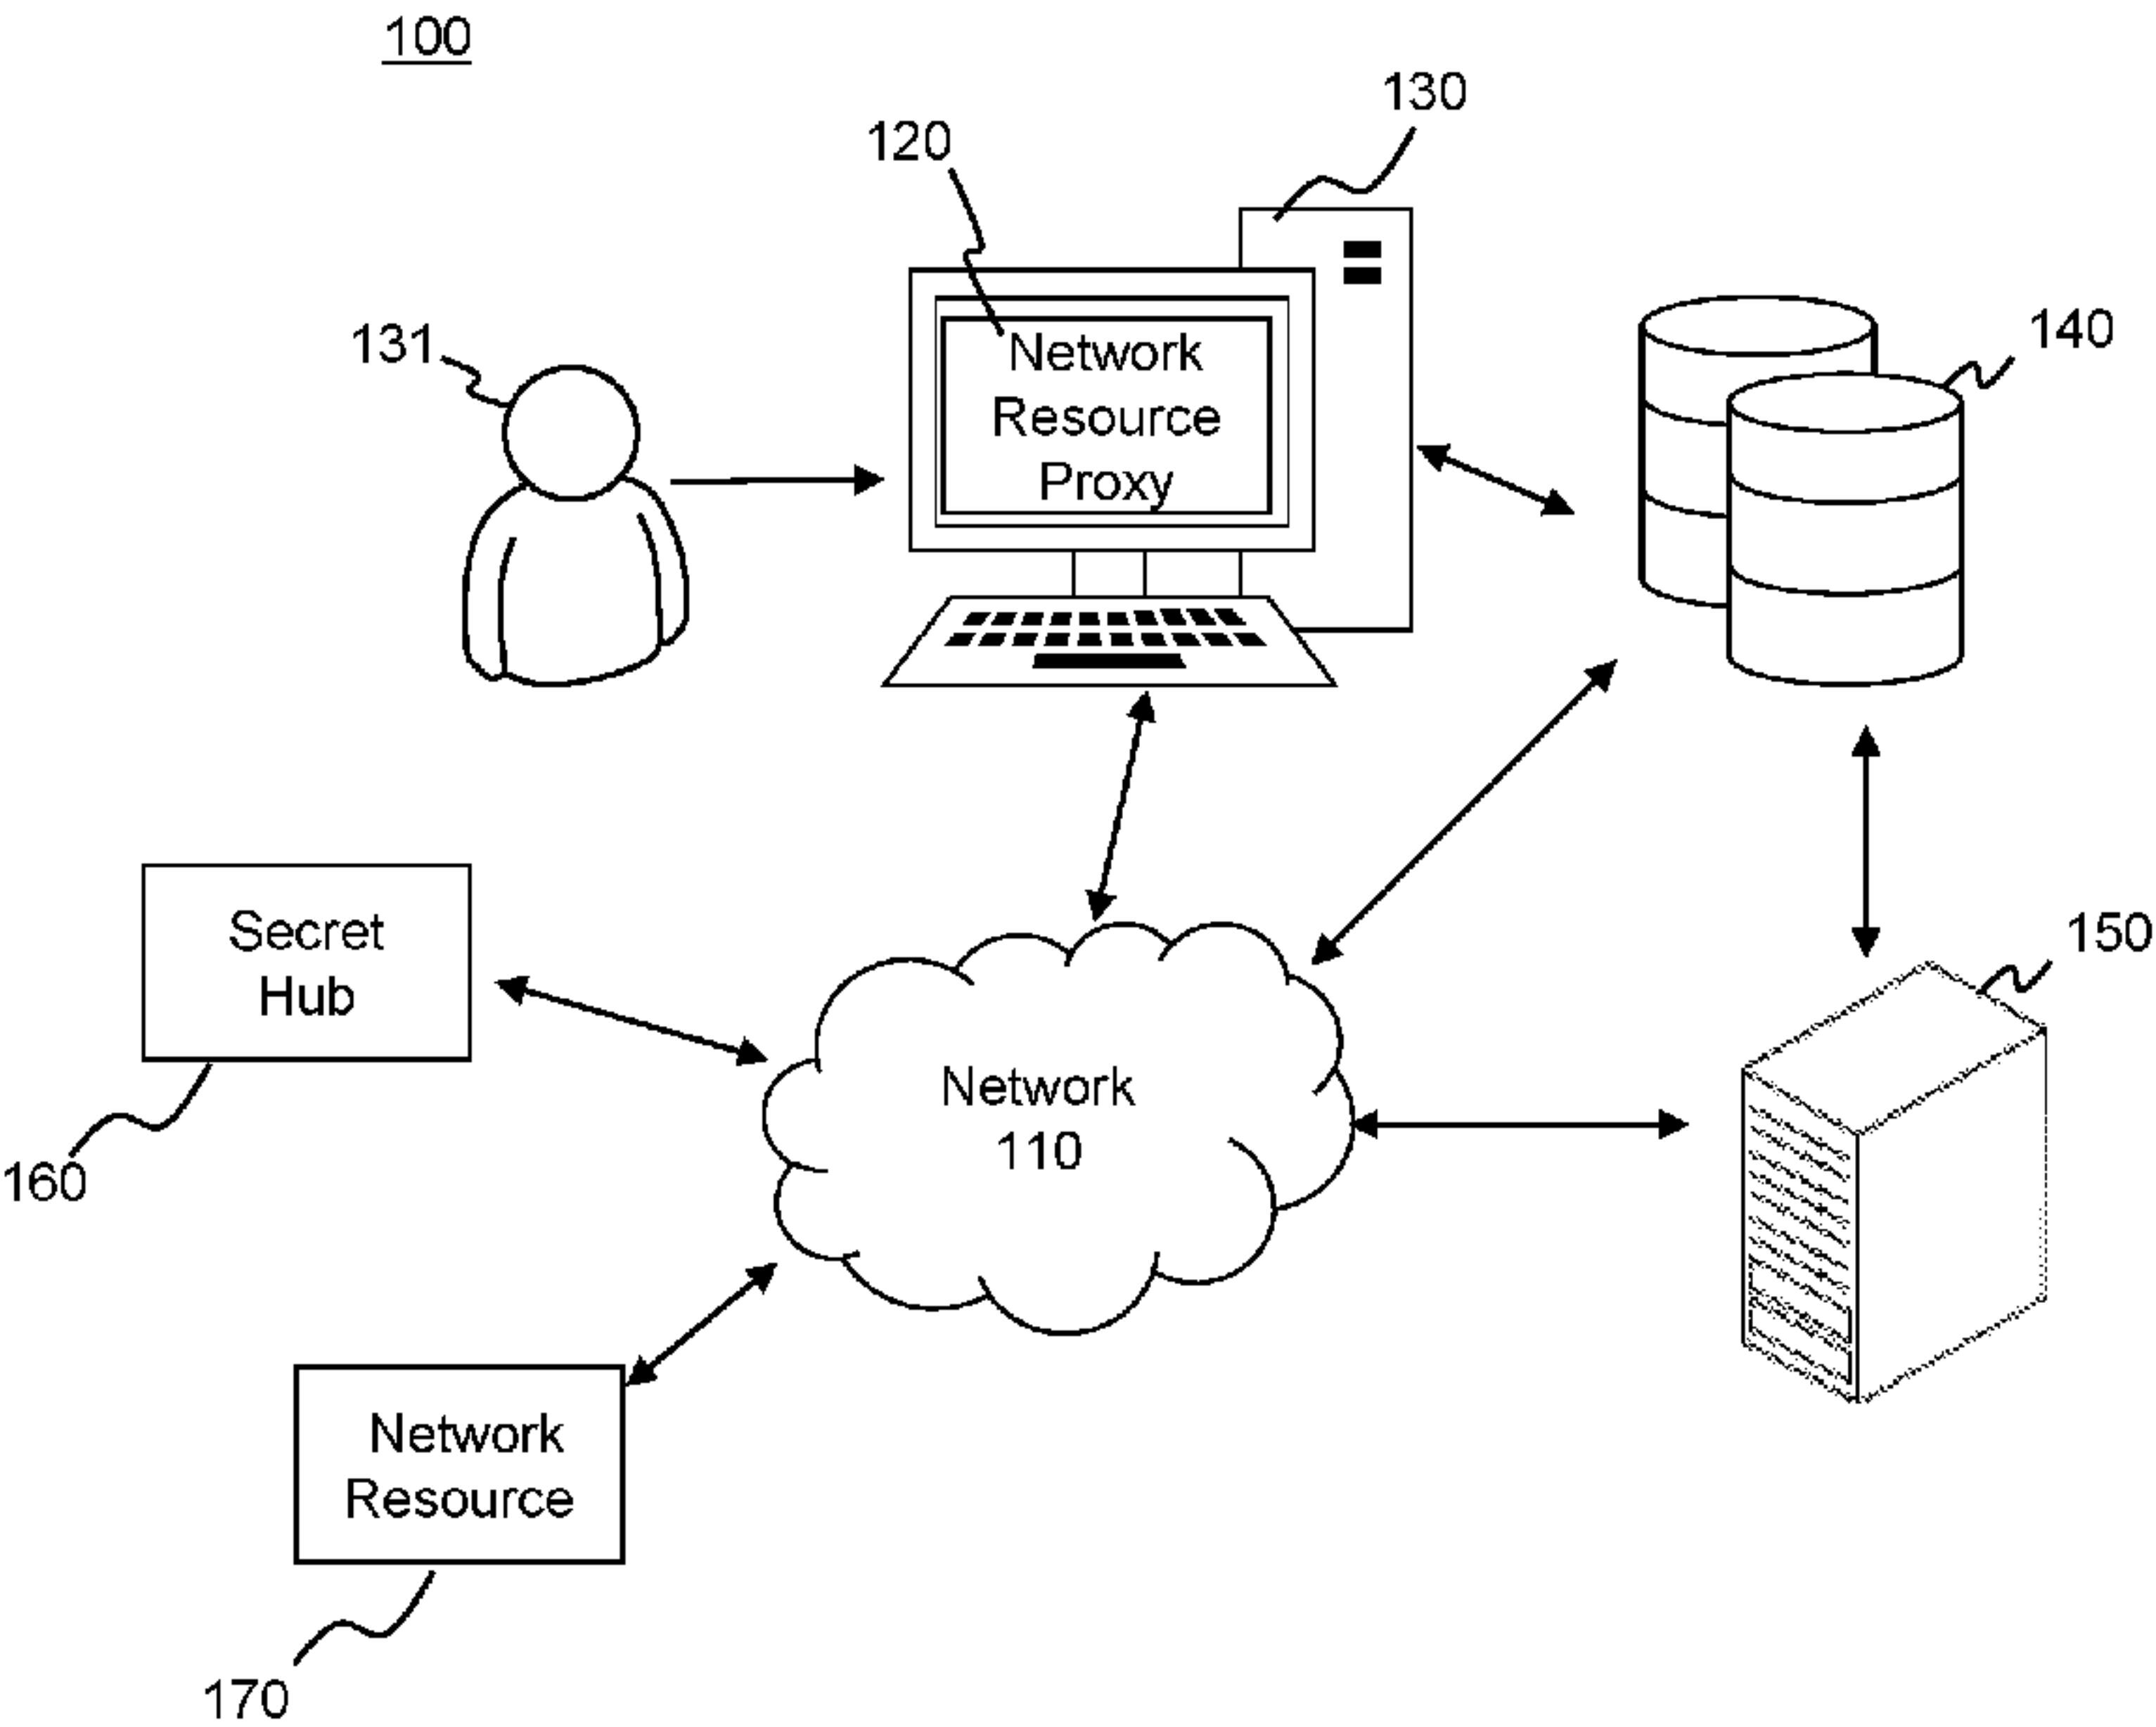 100
130
120
131
Network
Resource
Proxy
140
Secret
Hub
150
Network
110
160
Network
Resource
170